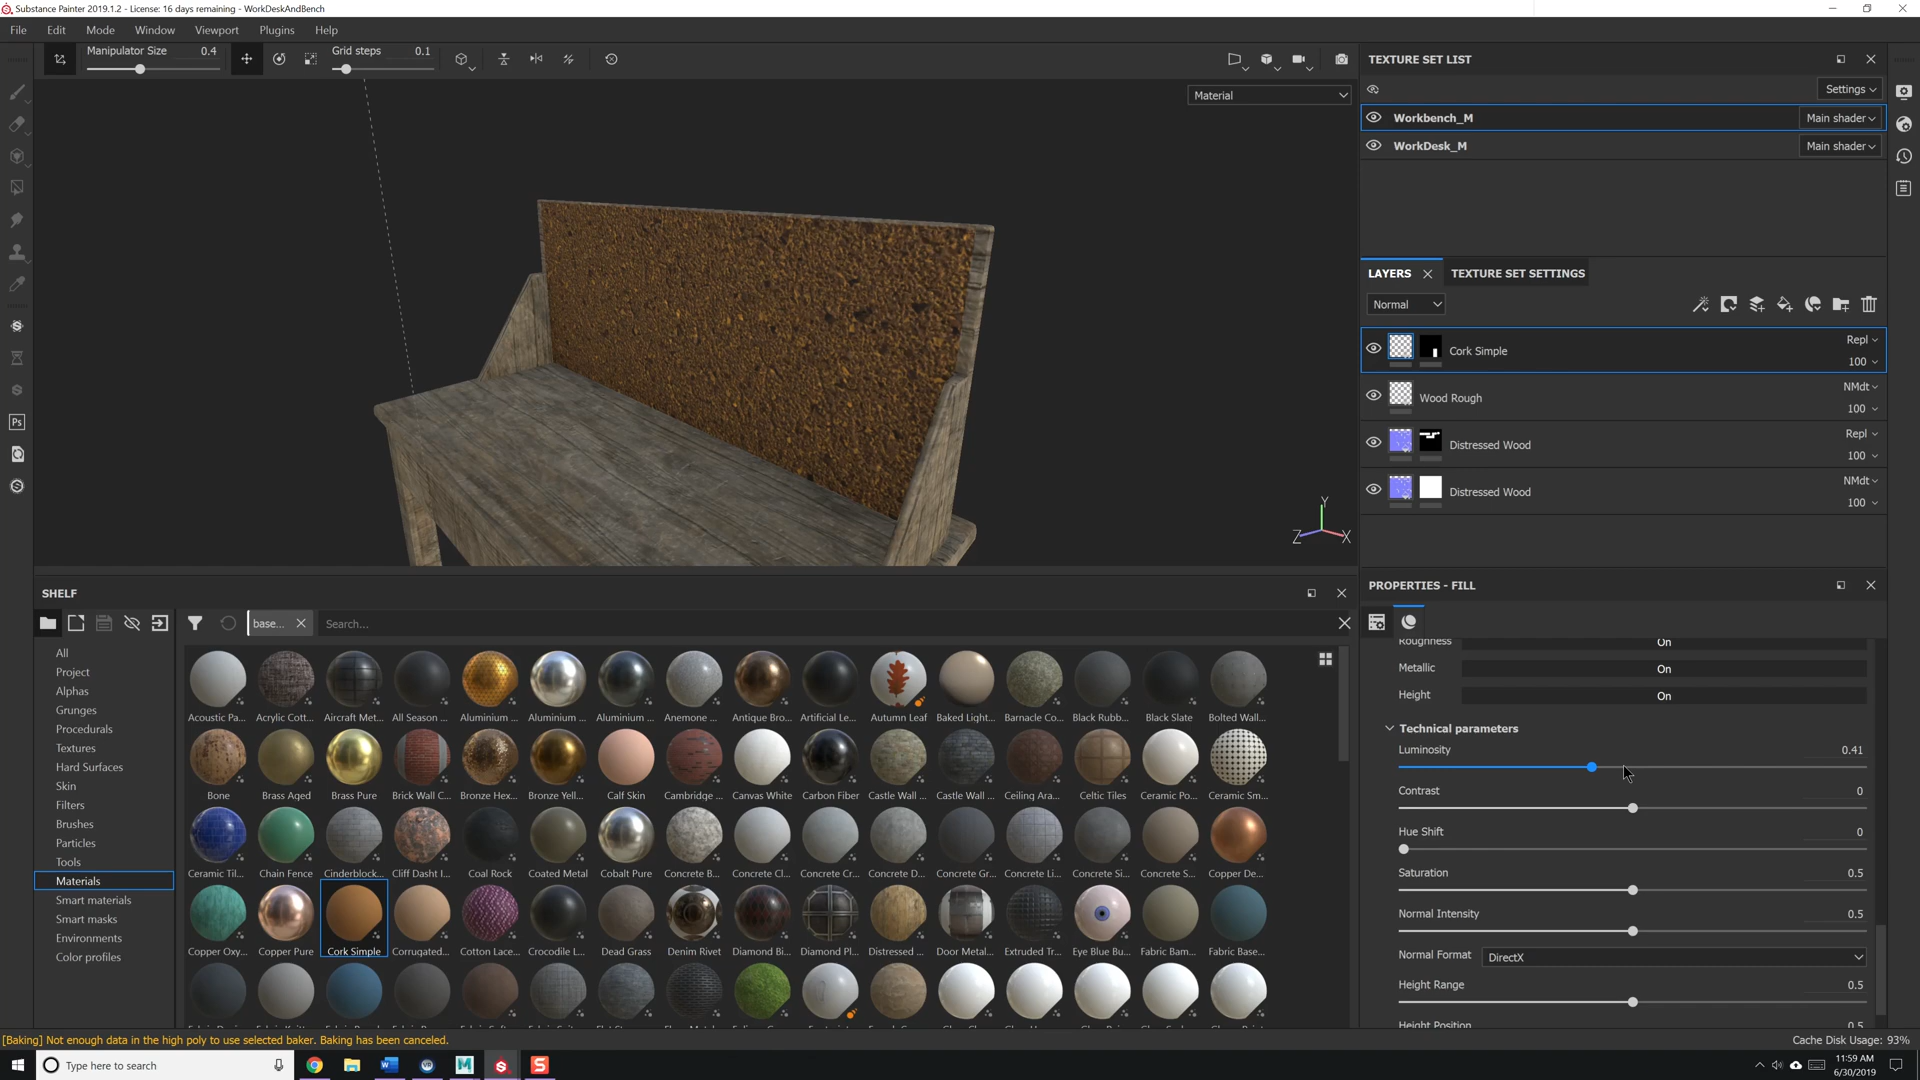 Substance Painter 2019.1.2 - License: 16 days remaining - WorkDeskAndBench
File Edit Mode Window Viewport Plugins Help
Manipulator Size 0.4 Grid steps 0.1
Material
TEXTURE SET LIST
Settings
Workbench_M Main shader
WorkDesk_M Main shader
LAYERS TEXTURE SET SETTINGS
Normal
Cork Simple Repl 100
Wood Rough NMdt 100
Distressed Wood Repl 100
Distressed Wood NMdt 100
Y
Z X
PROPERTIES - FILL
Roughness On
Metallic On
Height On
Technical parameters
Luminosity 0.41
Contrast 0
Hue Shift 0
Saturation 0.5
Normal Intensity 0.5
Normal Format DirectX
Height Range 0.5
Height Position 0.5
SHELF
base... Search...
All
Project
Alphas
Grunges
Procedurals
Textures
Hard Surfaces
Skin
Filters
Brushes
Particles
Tools
Materials
Smart materials
Smart masks
Environments
Color profiles
Acoustic Pa... Acrylic Cott... Aircraft Met... All Season ... Aluminium ... Aluminium ... Aluminium ... Anemone ... Antique Bro... Artificial Le... Autumn Leaf Baked Light... Barnacle Co... Black Rubb... Black Slate Bolted Wall...
Bone Brass Aged Brass Pure Brick Wall C... Bronze Hex... Bronze Yell... Calf Skin Cambridge ... Canvas White Carbon Fiber Castle Wall ... Castle Wall ... Ceiling Ara... Celtic Tiles Ceramic Po... Ceramic Sm...
Ceramic Til... Chain Fence Cinderblock... Cliff Dasht I... Coal Rock Coated Metal Cobalt Pure Concrete B... Concrete Cl... Concrete Cr... Concrete D... Concrete Gr... Concrete Li... Concrete Si... Concrete S... Copper De...
Copper Oxy... Copper Pure Cork Simple Corrugated... Cotton Lace... Crocodile L... Dead Grass Denim Rivet Diamond Bi... Diamond Pl... Distressed ... Door Metal... Extruded Tr... Eye Blue Bu... Fabric Bam... Fabric Base...
[Baking] Not enough data in the high poly to use selected baker. Baking has been canceled.
Cache Disk Usage: 93%
Type here to search
11:59 AM
6/30/2019